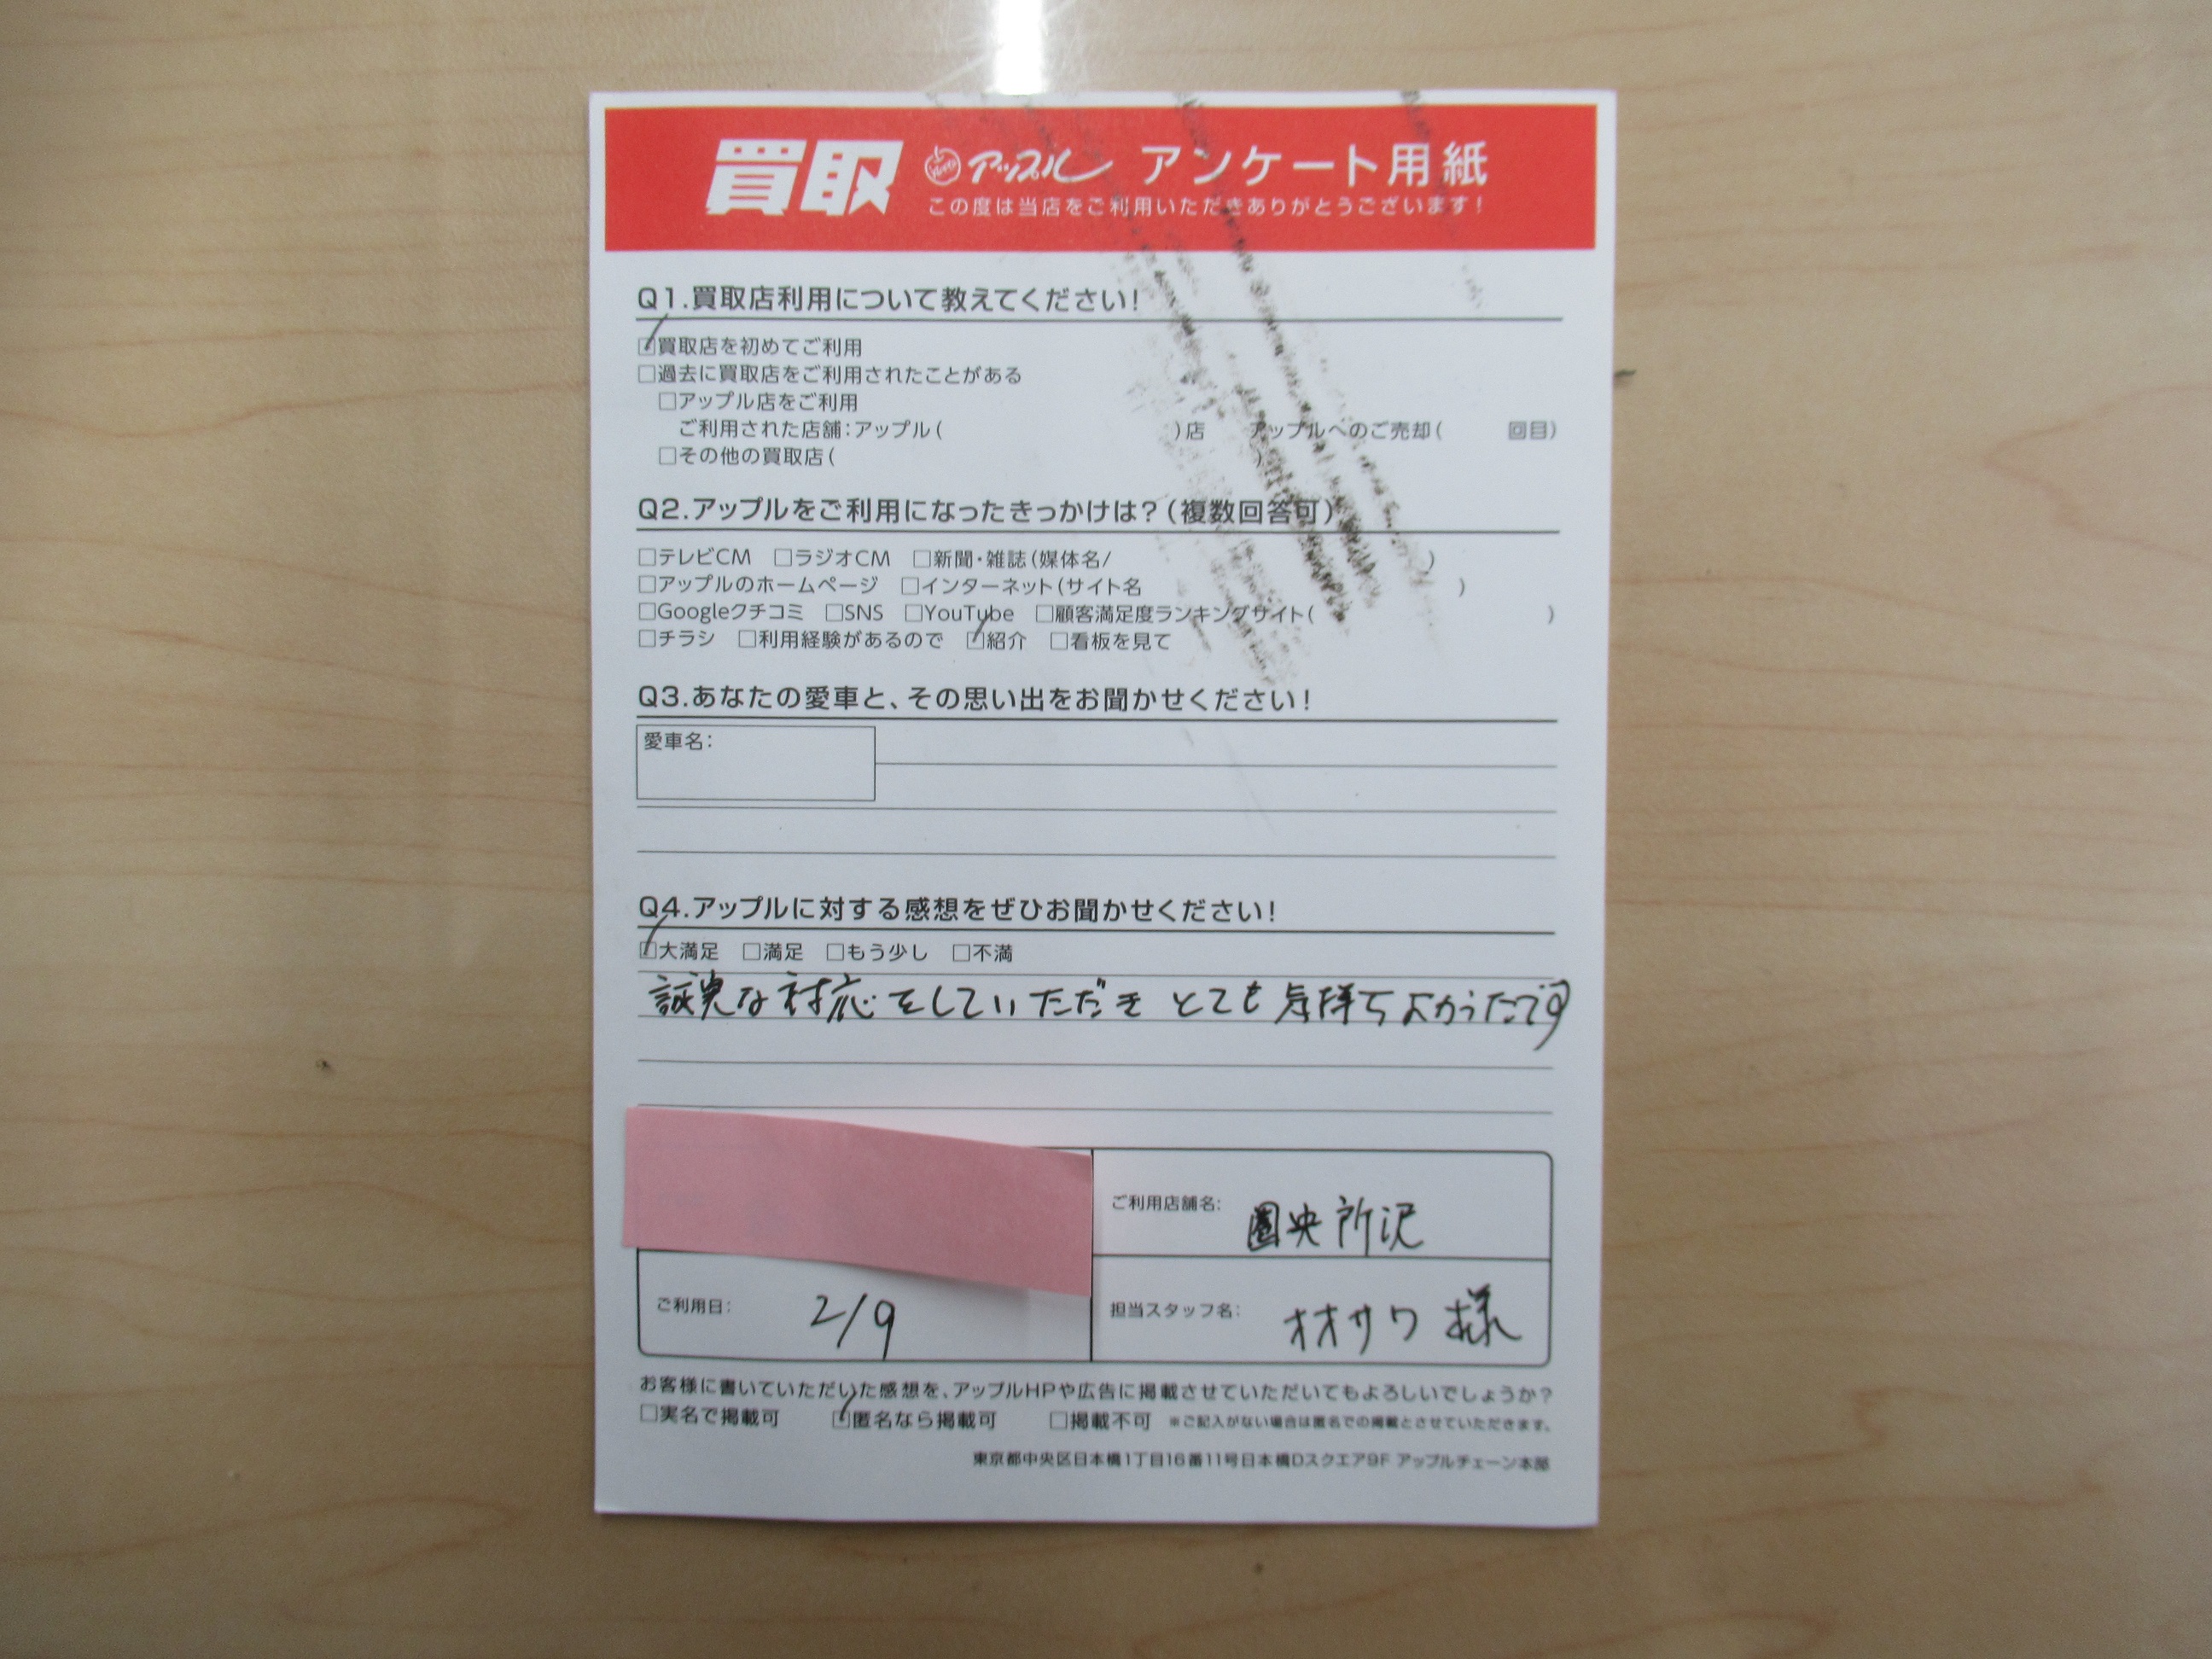 買取 アップル アンケート用紙
この度は当店をご利用いただきありがとうございます!
Q1.買取店利用について教えてください!
☑買取店を初めてご利用
□過去に買取店をご利用されたことがある
□アップル店をご利用
ご利用された店舗:アップル( )店 アップルへのご売却( 回目)
□その他の買取店( )
Q2.アップルをご利用になったきっかけは?(複数回答可)
□テレビCM □ラジオCM □新聞・雑誌(媒体名/ )
□アップルのホームページ □インターネット(サイト名 )
□Googleクチコミ □SNS □YouTube □顧客満足度ランキングサイト( )
□チラシ □利用経験があるので ☑紹介 □看板を見て
Q3.あなたの愛車と、その思い出をお聞かせください!
愛車名:
Q4.アップルに対する感想をぜひお聞かせください!
☑大満足 □満足 □もう少し □不満
誠実な対応をしていただき とても気持ちよかったです
ご利用店舗名: 圏央所沢
ご利用日: 2/9
担当スタッフ名: オオサワ 様
お客様に書いていただいた感想を、アップルHPや広告に掲載させていただいてもよろしいでしょうか?
□実名で掲載可 ☑匿名なら掲載可 □掲載不可 ※ご記入がない場合は匿名での掲載とさせていただきます。
東京都中央区日本橋1丁目16番11号日本橋Dスクエア9F アップルチェーン本部